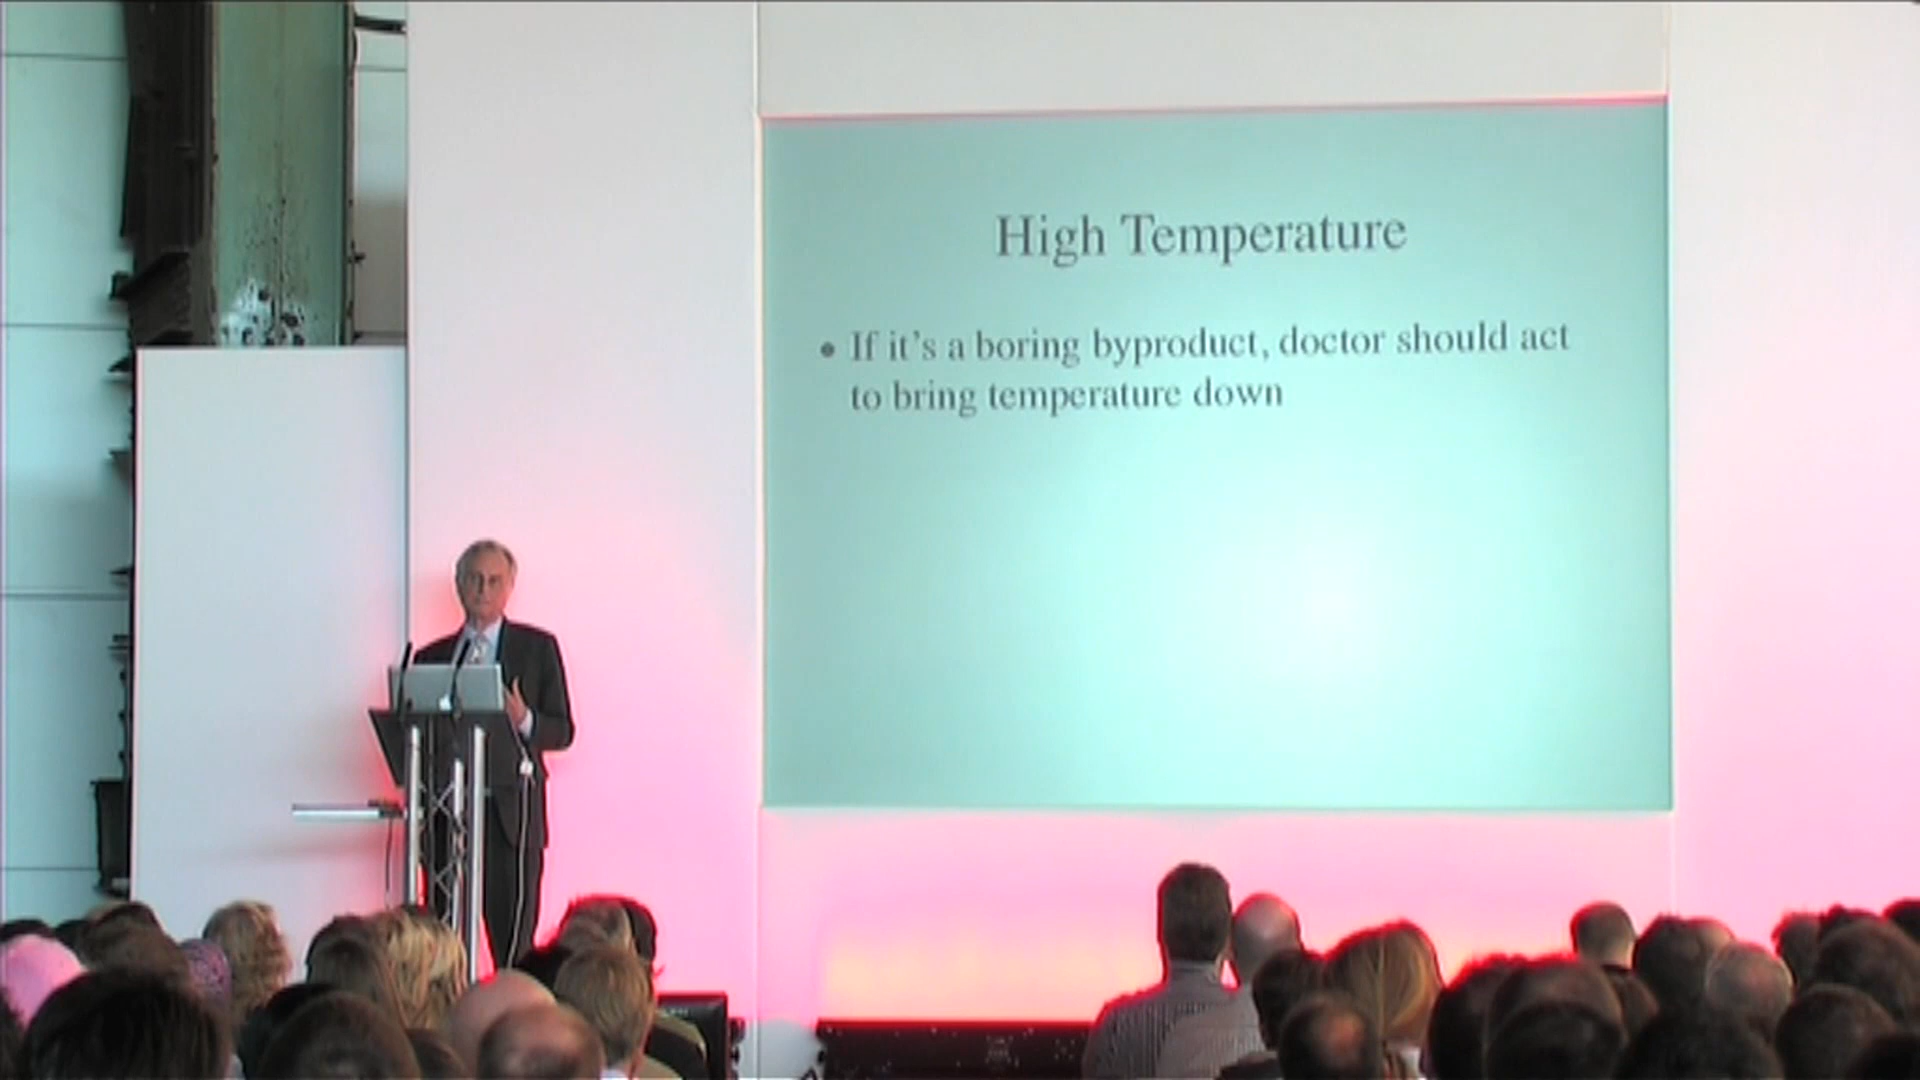 High Temperature
• If it's a boring byproduct, doctor should act
to bring temperature down